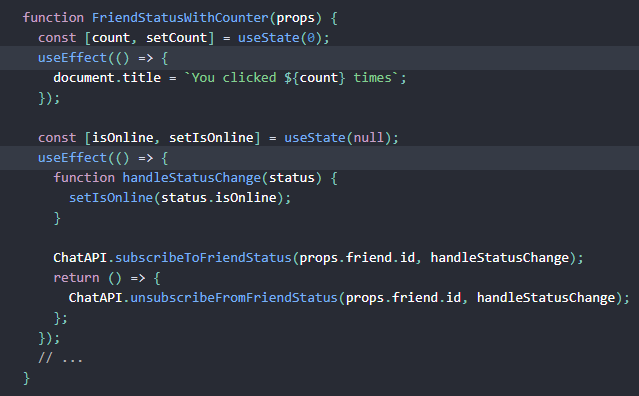 function FriendStatusWithCounter(props) {
  const [count, setCount] = useState(0);
  useEffect(() => {
    document.title = `You clicked ${count} times`;
  });

  const [isOnline, setIsOnline] = useState(null);
  useEffect(() => {
    function handleStatusChange(status) {
      setIsOnline(status.isOnline);
    }

    ChatAPI.subscribeToFriendStatus(props.friend.id, handleStatusChange);
    return () => {
      ChatAPI.unsubscribeFromFriendStatus(props.friend.id, handleStatusChange);
    };
  });
  // ...
}